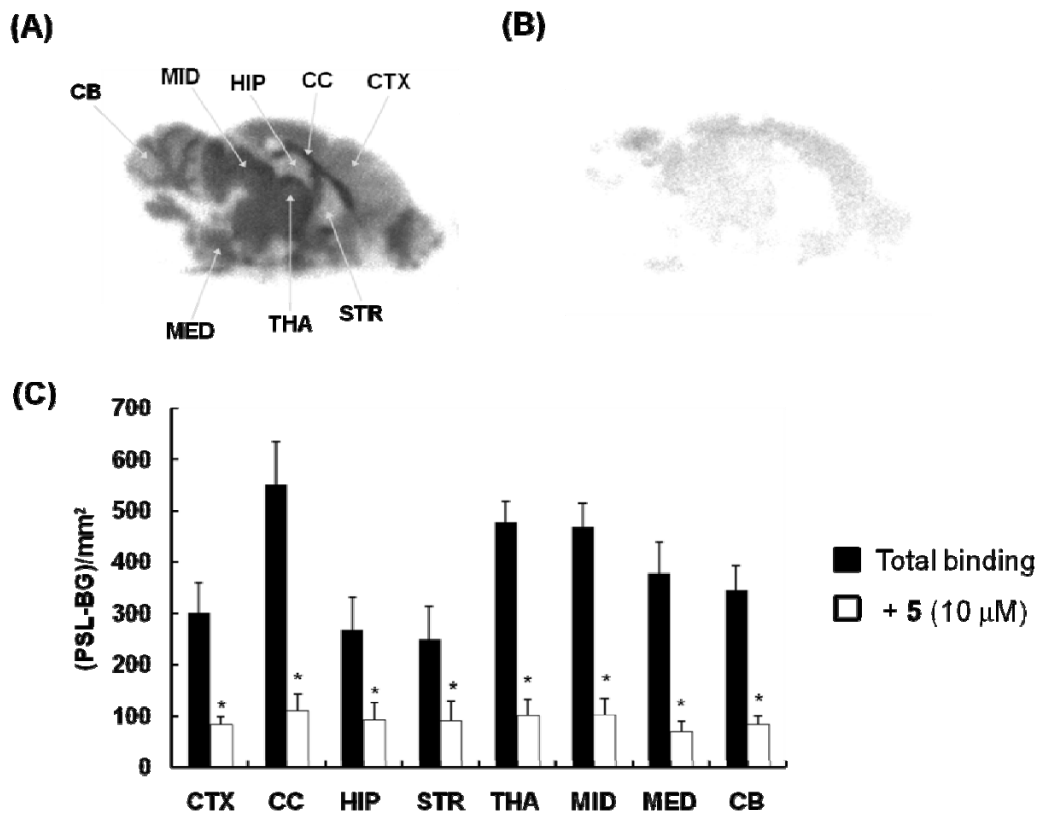 (A)
(B)
CB
MID
HIP
CC
CTX
MED
THA
STR
(C)
700
600
500
400
300
200
100
0
(PSL-BG)/mm²
* * * * * * * *
CTX CC HIP STR THA MID MED CB
Total binding
+ 5 (10 µM)